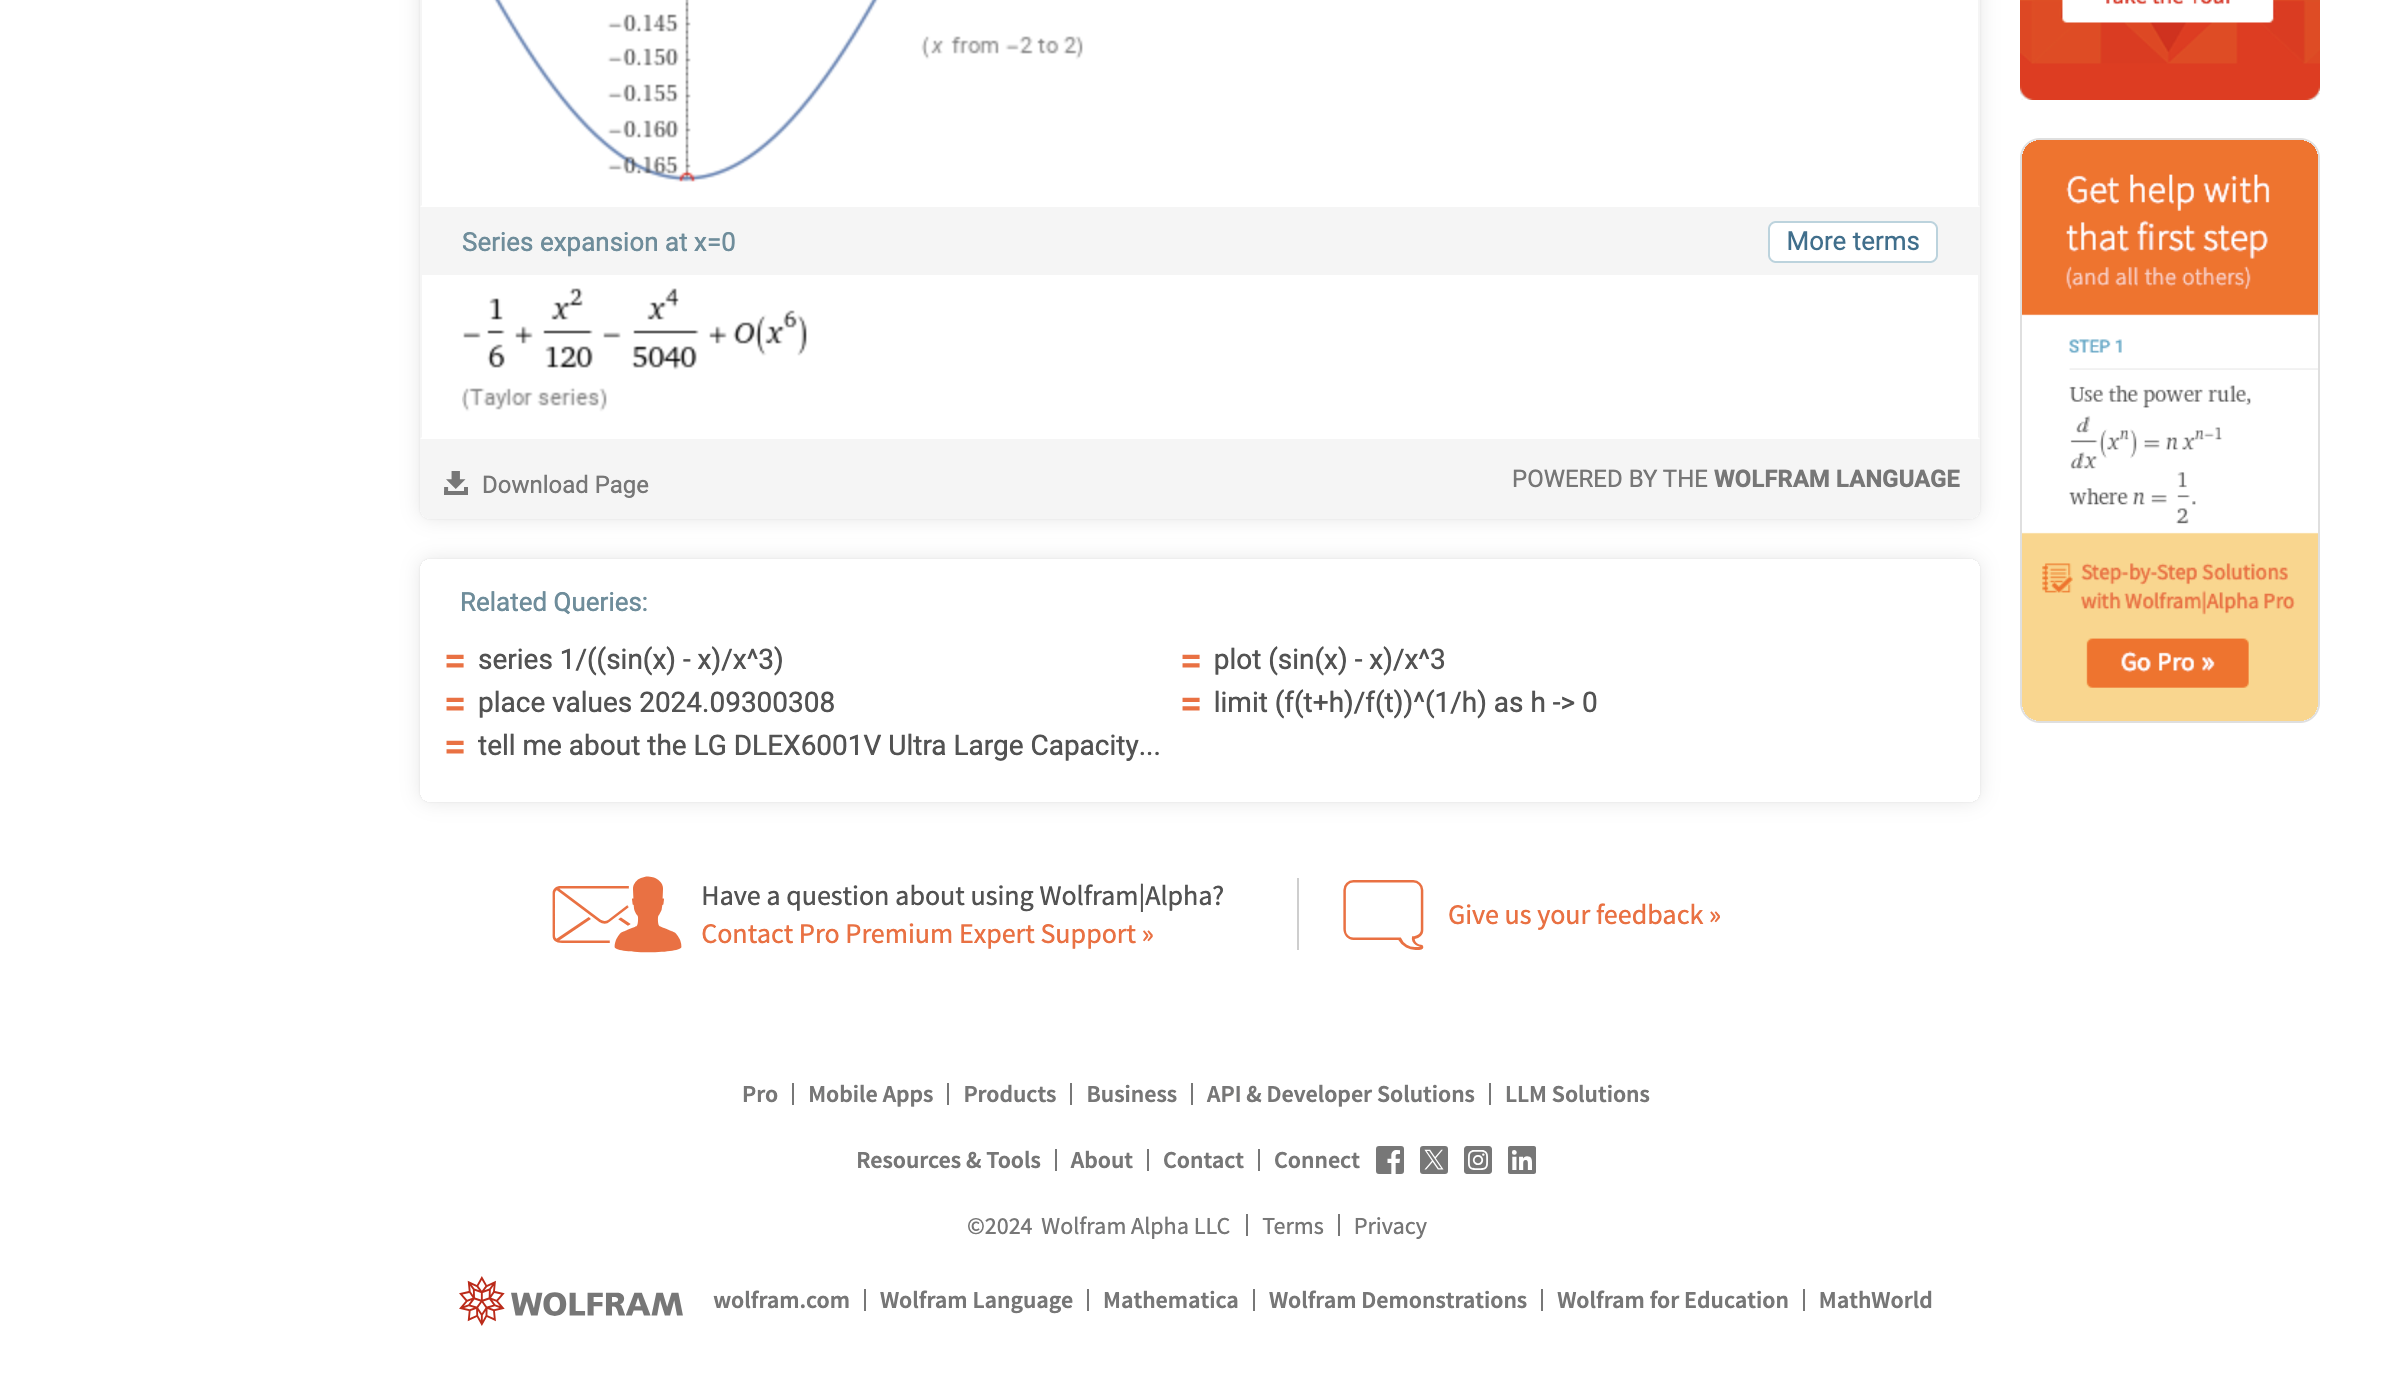 −0.145
−0.150
−0.155
−0.160
−0.165
(x from −2 to 2)
Series expansion at x=0
More terms
−1/6 + x^2/120 − x^4/5040 + O(x^6)
(Taylor series)
Download Page
POWERED BY THE WOLFRAM LANGUAGE
Related Queries:
= series 1/((sin(x) - x)/x^3)
= plot (sin(x) - x)/x^3
= place values 2024.09300308
= limit (f(t+h)/f(t))^(1/h) as h -> 0
= tell me about the LG DLEX6001V Ultra Large Capacity...
Get help with
that first step
(and all the others)
STEP 1
Use the power rule,
d/dx (x^n) = n x^n−1
where n = 1/2.
Step-by-Step Solutions
with Wolfram|Alpha Pro
Go Pro »
Have a question about using Wolfram|Alpha?
Contact Pro Premium Expert Support »
Give us your feedback »
Pro | Mobile Apps | Products | Business | API & Developer Solutions | LLM Solutions
Resources & Tools | About | Contact | Connect
©2024 Wolfram Alpha LLC | Terms | Privacy
WOLFRAM
wolfram.com | Wolfram Language | Mathematica | Wolfram Demonstrations | Wolfram for Education | MathWorld